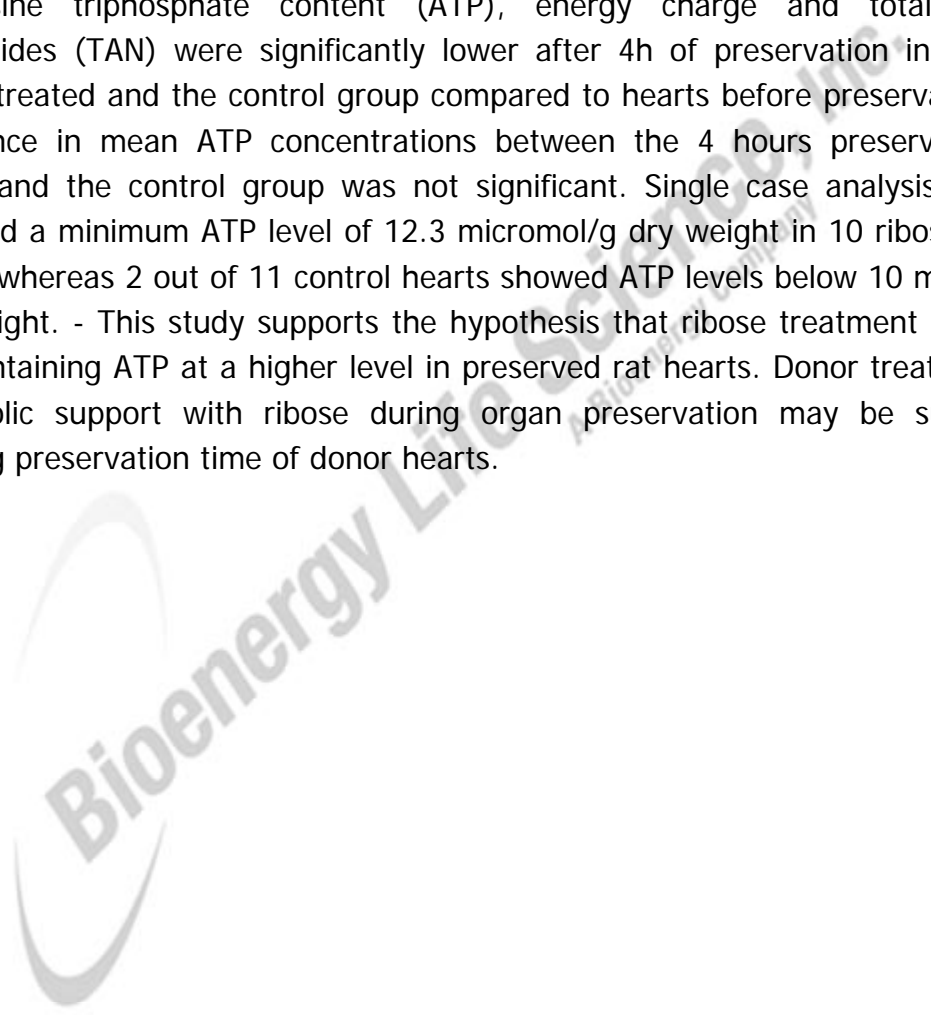 sine triphosphate content (ATP), energy charge and total
ides (TAN) were significantly lower after 4h of preservation in
treated and the control group compared to hearts before preserva
nce in mean ATP concentrations between the 4 hours preserv
and the control group was not significant. Single case analysis
d a minimum ATP level of 12.3 micromol/g dry weight in 10 ribos
whereas 2 out of 11 control hearts showed ATP levels below 10 m
ight. - This study supports the hypothesis that ribose treatment
ntaining ATP at a higher level in preserved rat hearts. Donor treat
olic support with ribose during organ preservation may be s
g preservation time of donor hearts.
Bioenergy Life Science, Inc.
A Bioenergy Company